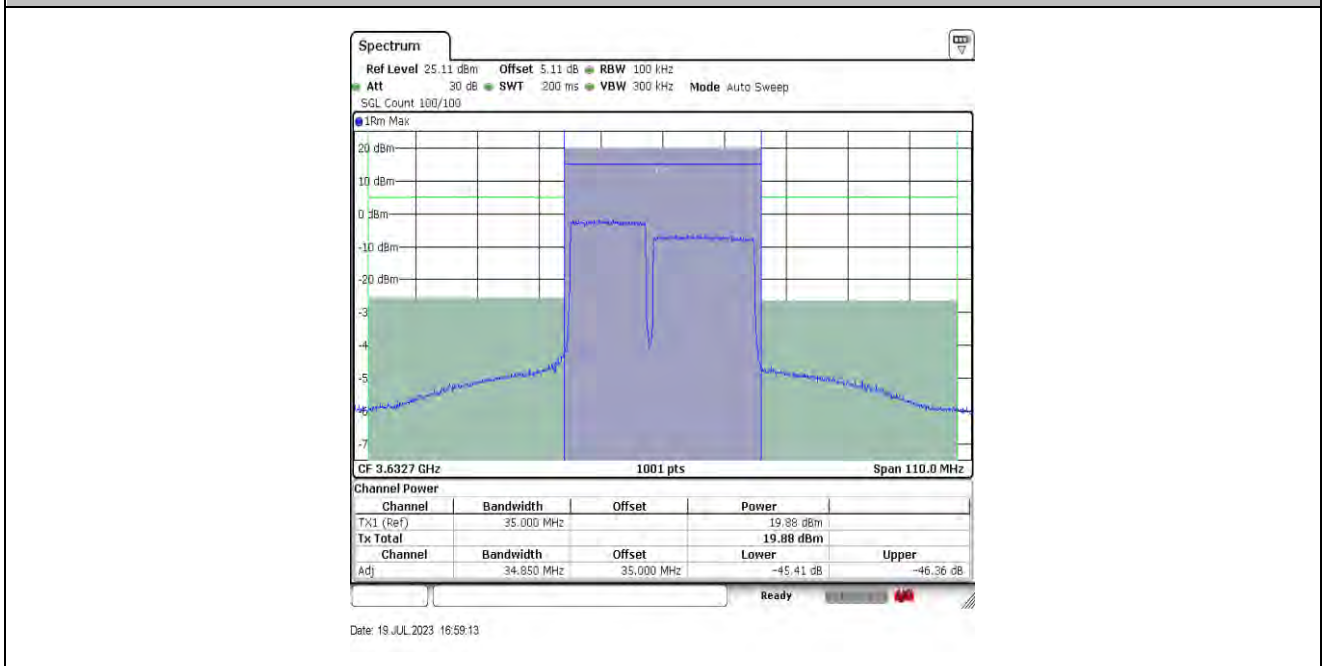 Spectrum
Ref Level 25.11 dBm Offset 5.11 dB RBW 100 kHz
Att 30 dB SWT 200 ms VBW 300 kHz Mode Auto Sweep
SGL Count 100/100
1Rm Max
20 dBm
10 dBm
0 dBm
-10 dBm
-20 dBm
-3
-4
-5
-6
-7
CF 3.6327 GHz 1001 pts Span 110.0 MHz
Channel Power
Channel Bandwidth Offset Power
TX1 (Ref) 35.000 MHz 19.88 dBm
Tx Total 19.88 dBm
Channel Bandwidth Offset Lower Upper
Adj 34.850 MHz 35.000 MHz -45.41 dB -46.36 dB
Ready
Date: 19.JUL.2023 16:59:13